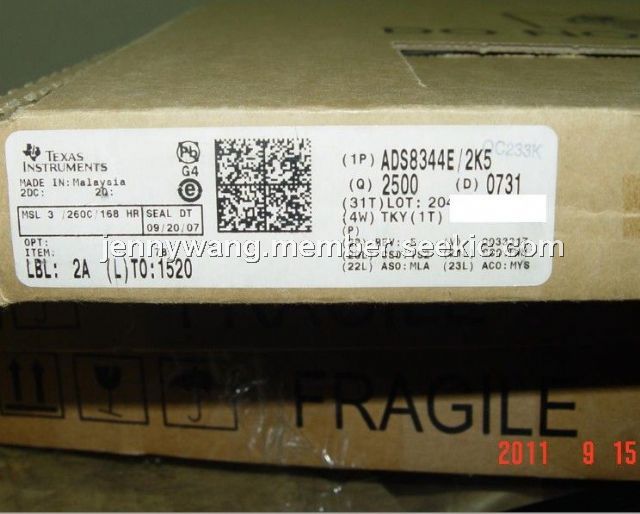 TEXAS
INSTRUMENTS
G4
MADE IN: Malaysia
2DC: 2Q:
MSL 3 /260C/168 HR SEAL DT
09/20/07
OPT:
ITEM:
LBL: 2A (L)TO:1520
(1P) ADS8344E/2K5
QC233K
(Q) 2500 (D) 0731
(31T)LOT: 204
(4W) TKY(1T)
(P)
(22L) ASO:MLA (23L) ACO:MYS
jennywang.member.seekic.com
FRAGILE
2011 9 15